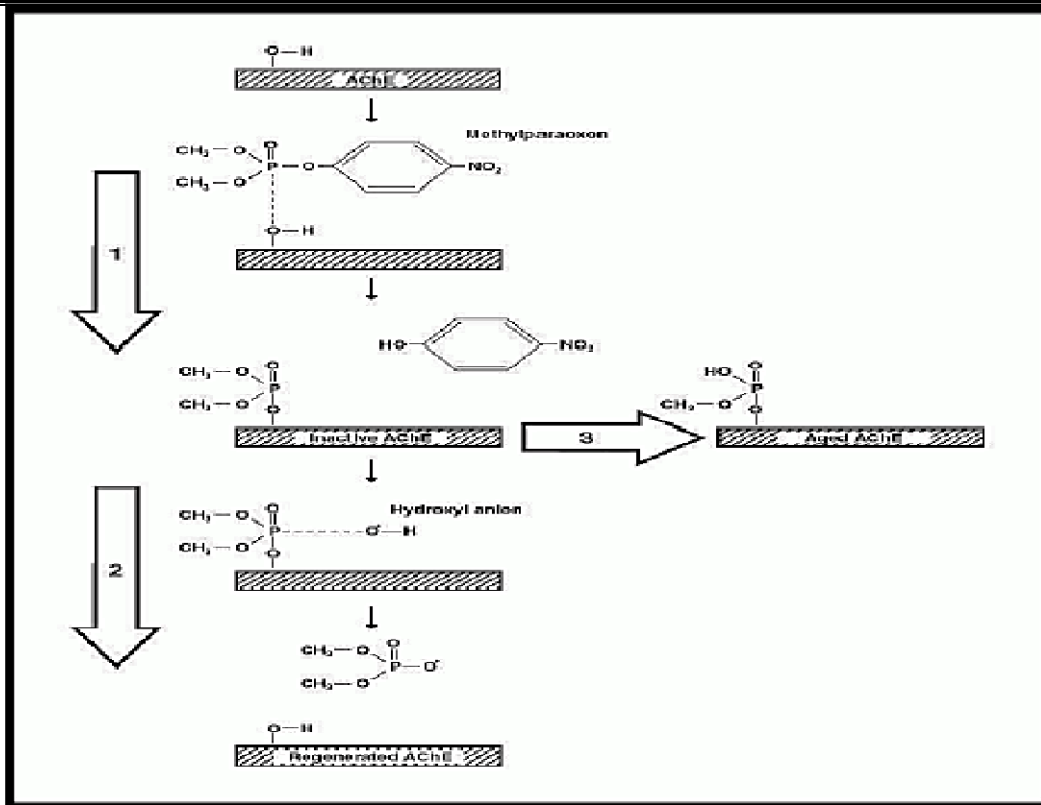 O—H
AChE
Methylparaoxon
CH₃—O O
P—O NO₂
CH₃—O
O—H
1
HO NO₂
CH₃—O O
P
CH₃—O O
Inactive AChE
3
HO O
P
CH₃—O O
Aged AChE
Hydroxyl anion
CH₃—O O
P O⁻—H
CH₃—O O
2
CH₃—O O
P—O⁻
CH₃—O
O—H
Regenerated AChE